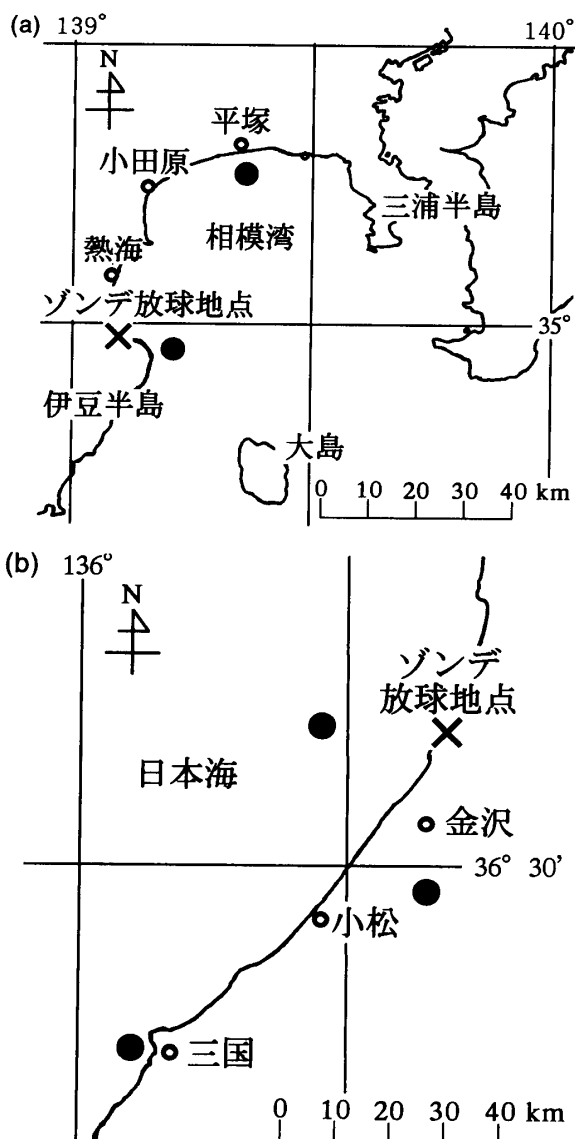 (a) 139° 140°
N
平塚
小田原
三浦半島
相模湾
熱海
ゾンデ放球地点
35°
伊豆半島
大島
0 10 20 30 40 km
(b) 136°
N
ゾンデ
放球地点
日本海
金沢
36° 30'
小松
三国
0 10 20 30 40 km